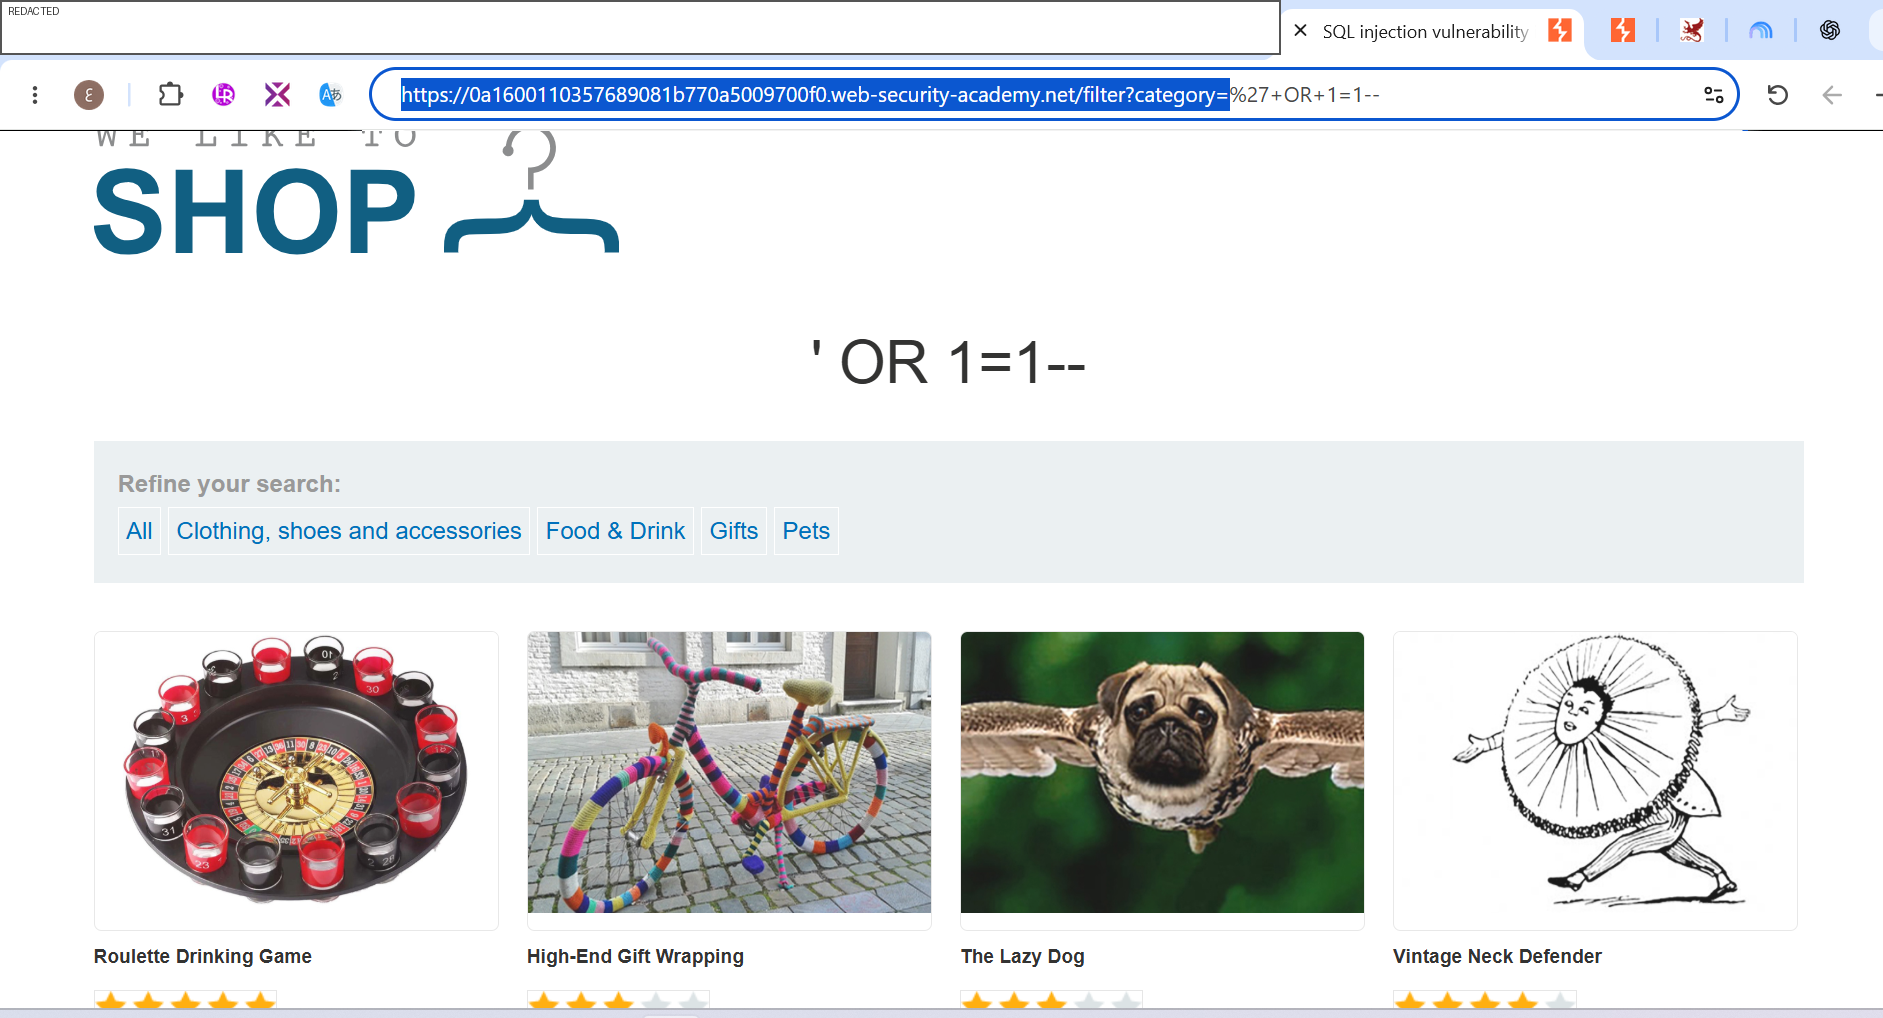 REDACTED
SQL injection vulnerability
ع
https://0a1600110357689081b770a5009700f0.web-security-academy.net/filter?category=%27+OR+1=1--
WE LIKE TO
SHOP
' OR 1=1--
Refine your search:
All
Clothing, shoes and accessories
Food & Drink
Gifts
Pets
Roulette Drinking Game
High-End Gift Wrapping
The Lazy Dog
Vintage Neck Defender